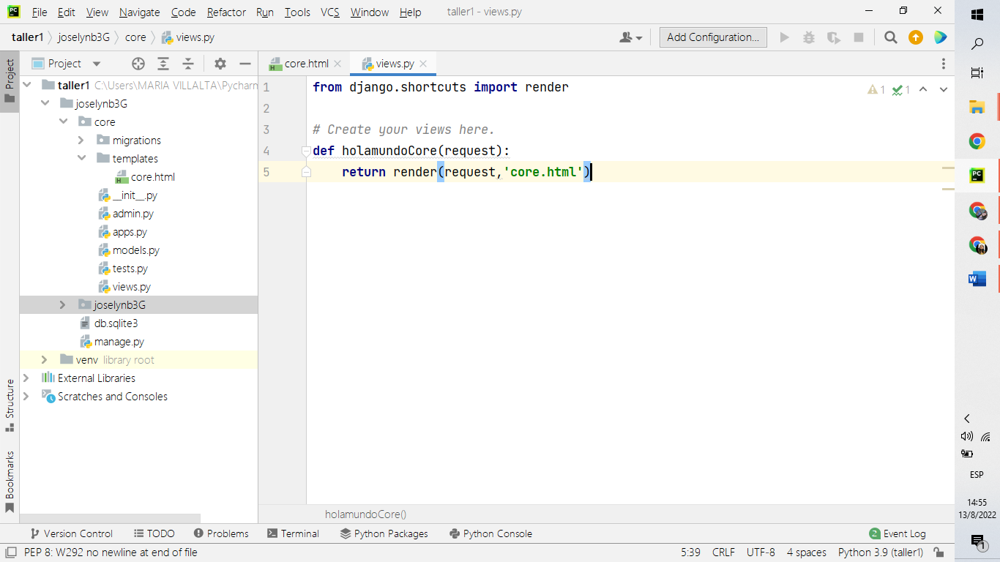 File Edit View Navigate Code Refactor Run Tools VCS Window Help taller1 - views.py
taller1 joselynb3G core views.py Add Configuration...
Project
core.html
views.py
Project
taller1 C:\Users\MARIA VILLALTA\Pycharm
joselynb3G
core
migrations
templates
core.html
__init__.py
admin.py
apps.py
models.py
tests.py
views.py
joselynb3G
db.sqlite3
manage.py
venv library root
External Libraries
Scratches and Consoles
Structure
Bookmarks
1 from django.shortcuts import render
2
3 # Create your views here.
4 def holamundoCore(request):
5 return render(request,'core.html')
1 1
holamundoCore()
Version Control TODO Problems Terminal Python Packages Python Console 2 Event Log
PEP 8: W292 no newline at end of file 5:39 CRLF UTF-8 4 spaces Python 3.9 (taller1)
ESP
14:55
13/8/2022
1